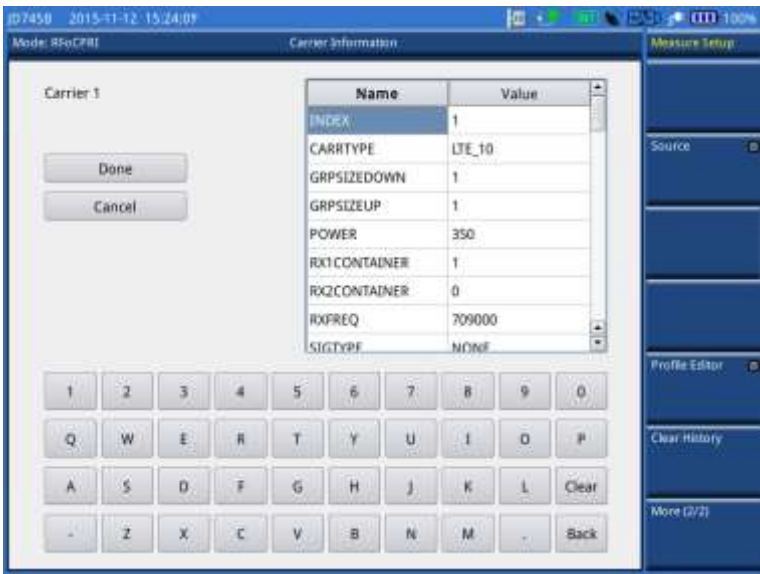 JD745B 2015-11-12 15:24:09 100%
Mode: RFoCPRI Carrier Information Measure Setup
Carrier 1
Name Value
INDEX 1
CARRTYPE LTE_10
GRPSIZEDOWN 1
GRPSIZEUP 1
POWER 350
RX1CONTAINER 1
RX2CONTAINER 0
RXFREQ 709000
SIGTYPE NONE
Done
Cancel
1 2 3 4 5 6 7 8 9 0
Q W E R T Y U I O P
A S D F G H J K L Clear
- Z X C V B N M . Back
Source
Profile Editor
Clear History
More (2/2)